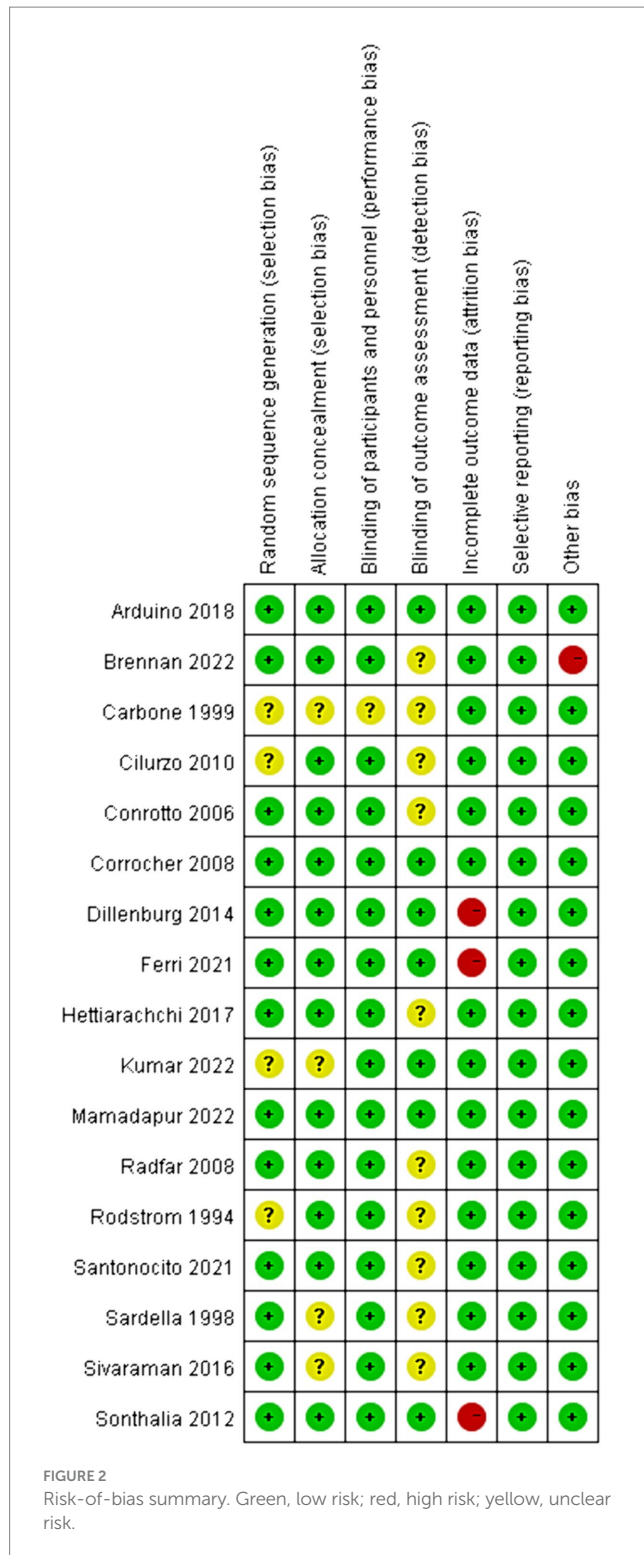 Random sequence generation (selection bias)
Allocation concealment (selection bias)
Blinding of participants and personnel (performance bias)
Blinding of outcome assessment (detection bias)
Incomplete outcome data (attrition bias)
Selective reporting (reporting bias)
Other bias
Arduino 2018 + + + + + + +
Brennan 2022 + + + ? + + -
Carbone 1999 ? ? ? ? + + +
Cilurzo 2010 ? + + ? + + +
Conrotto 2006 + + + ? + + +
Corrocher 2008 + + + + + + +
Dillenburg 2014 + + + + - + +
Ferri 2021 + + + + - + +
Hettiarachchi 2017 + + + ? + + +
Kumar 2022 ? ? + + + + +
Mamadapur 2022 + + + + + + +
Radfar 2008 + + + ? + + +
Rodstrom 1994 ? + + ? + + +
Santonocito 2021 + + + ? + + +
Sardella 1998 + ? + ? + + +
Sivaraman 2016 + ? + ? + + +
Sonthalia 2012 + + + + - + +
FIGURE 2
Risk-of-bias summary. Green, low risk; red, high risk; yellow, unclear
risk.